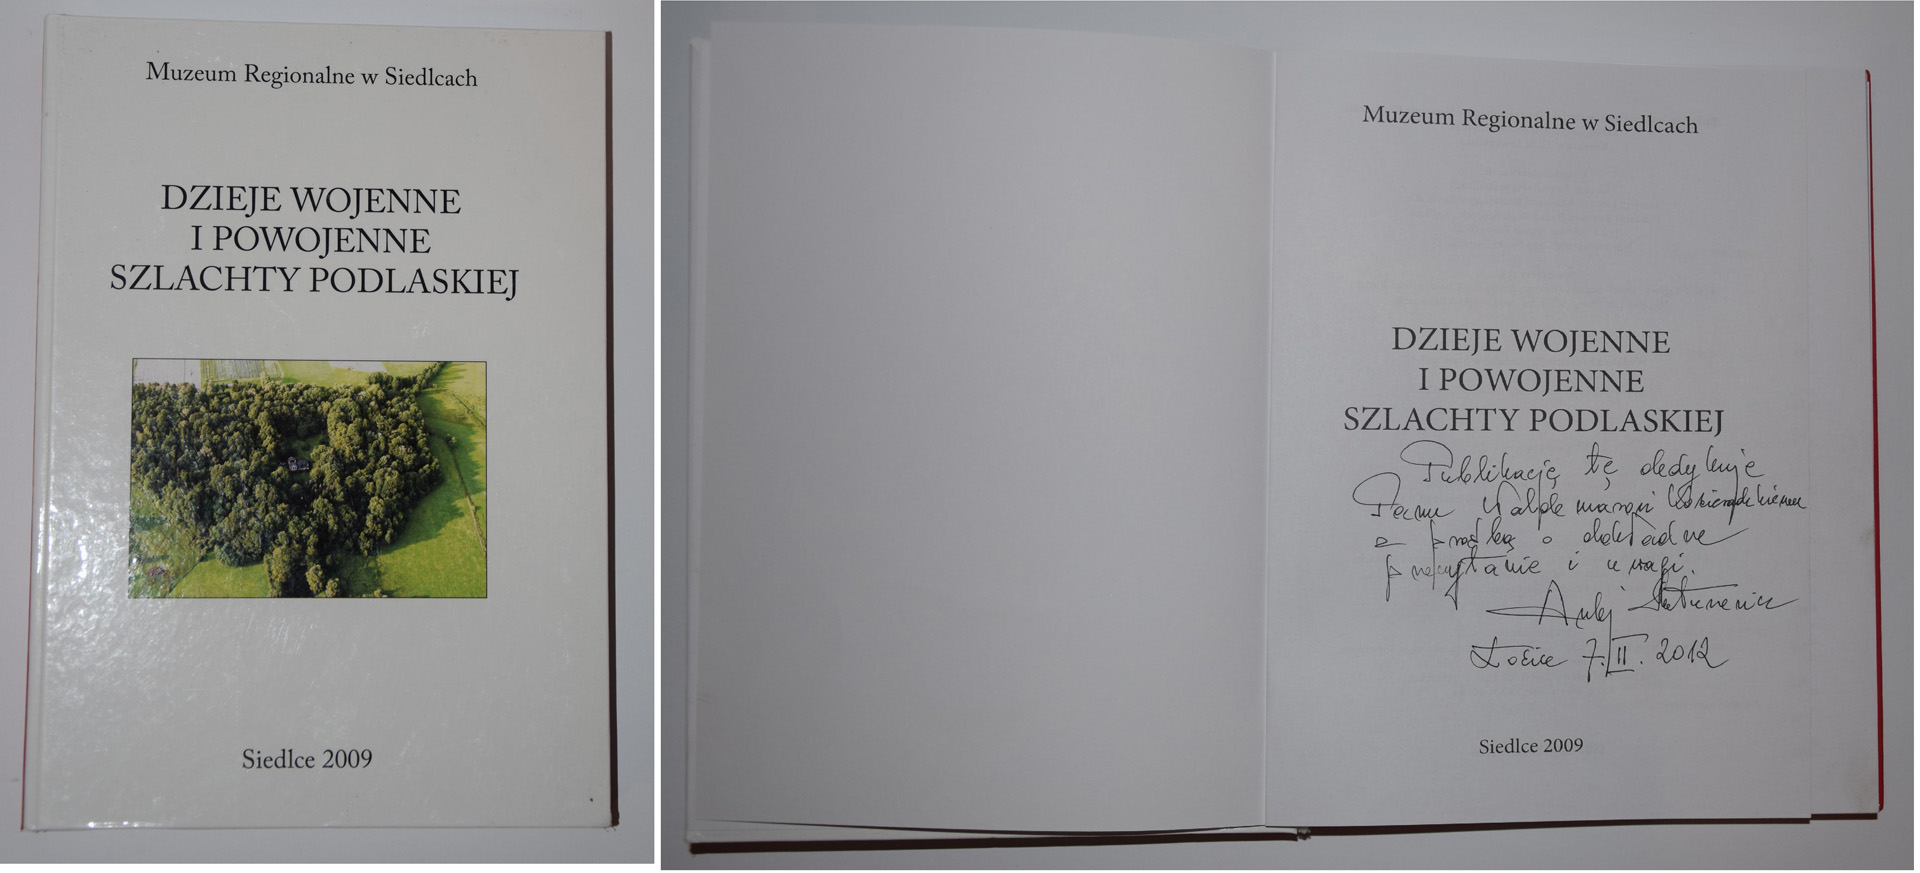 Muzeum Regionalne w Siedlcach
DZIEJE WOJENNE
I POWOJENNE
SZLACHTY PODLASKIEJ
Siedlce 2009
Muzeum Regionalne w Siedlcach
DZIEJE WOJENNE
I POWOJENNE
SZLACHTY PODLASKIEJ
Publikację tę dedykuję
Panu Waldemarowi
z prośbą o dokładne
przeczytanie i uwagi.
Łosice 7.II.2012
Siedlce 2009